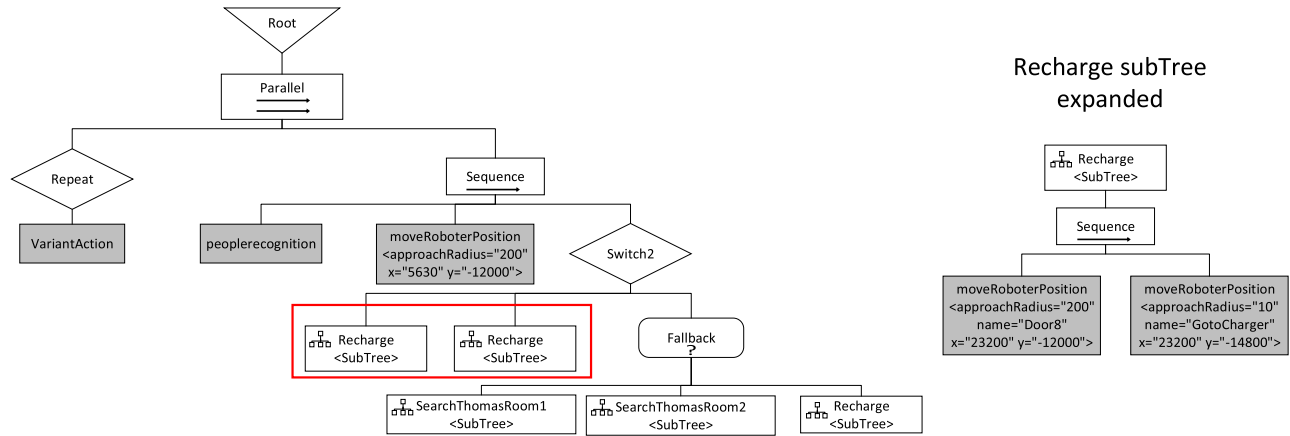 Root
Parallel
Repeat
Sequence
VariantAction
peoplerecognition
moveRoboterPosition
<approachRadius="200"
x="5630" y="-12000">
Switch2
Recharge
<SubTree>
Recharge
<SubTree>
Fallback
?
SearchThomasRoom1
<SubTree>
SearchThomasRoom2
<SubTree>
Recharge
<SubTree>
Recharge subTree
expanded
Recharge
<SubTree>
Sequence
moveRoboterPosition
<approachRadius="200"
name="Door8"
x="23200" y="-12000">
moveRoboterPosition
<approachRadius="10"
name="GotoCharger"
x="23200" y="-14800">